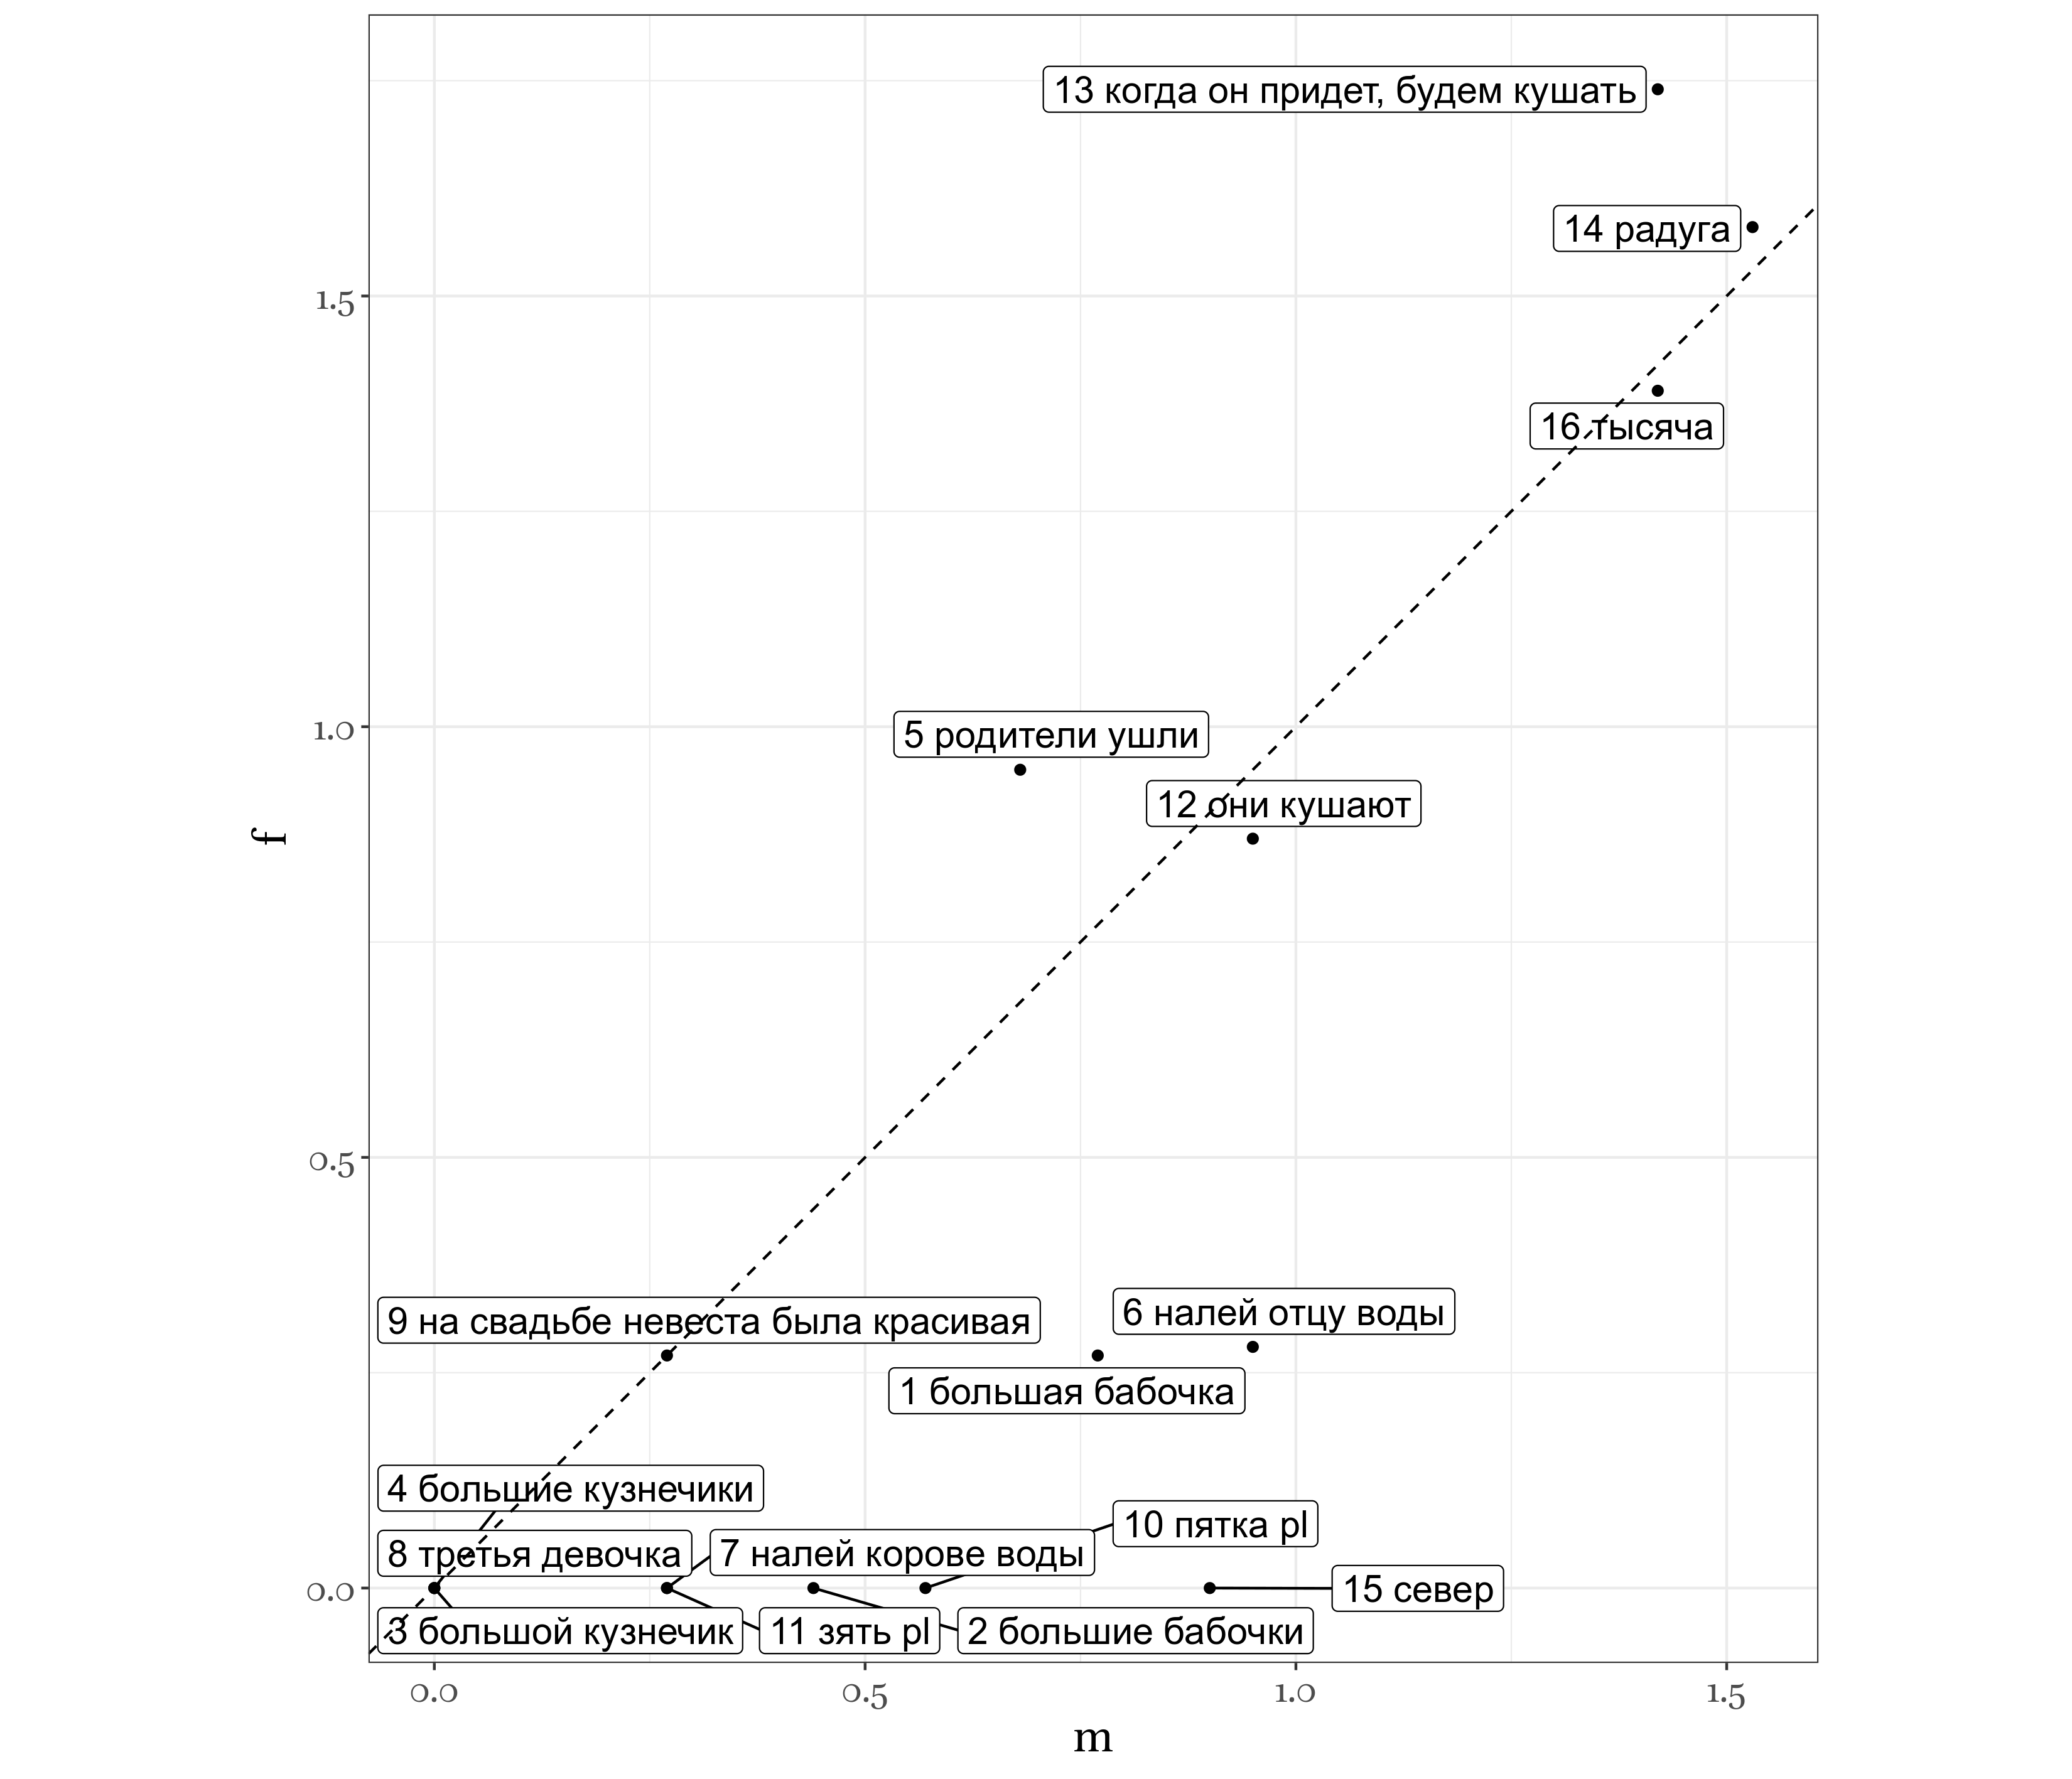 13 когда он придет, будем кушать
14 радуга
1.5
16 тысяча
1.0
5 родители ушли
12 они кушают
f
0.5
9 на свадьбе невеста была красивая
6 налей отцу воды
1 большая бабочка
4 большие кузнечики
10 пятка pl
8 третья девочка
7 налей корове воды
0.0
15 север
3 большой кузнечик
11 зять pl
2 большие бабочки
0.0 0.5 1.0 1.5
m